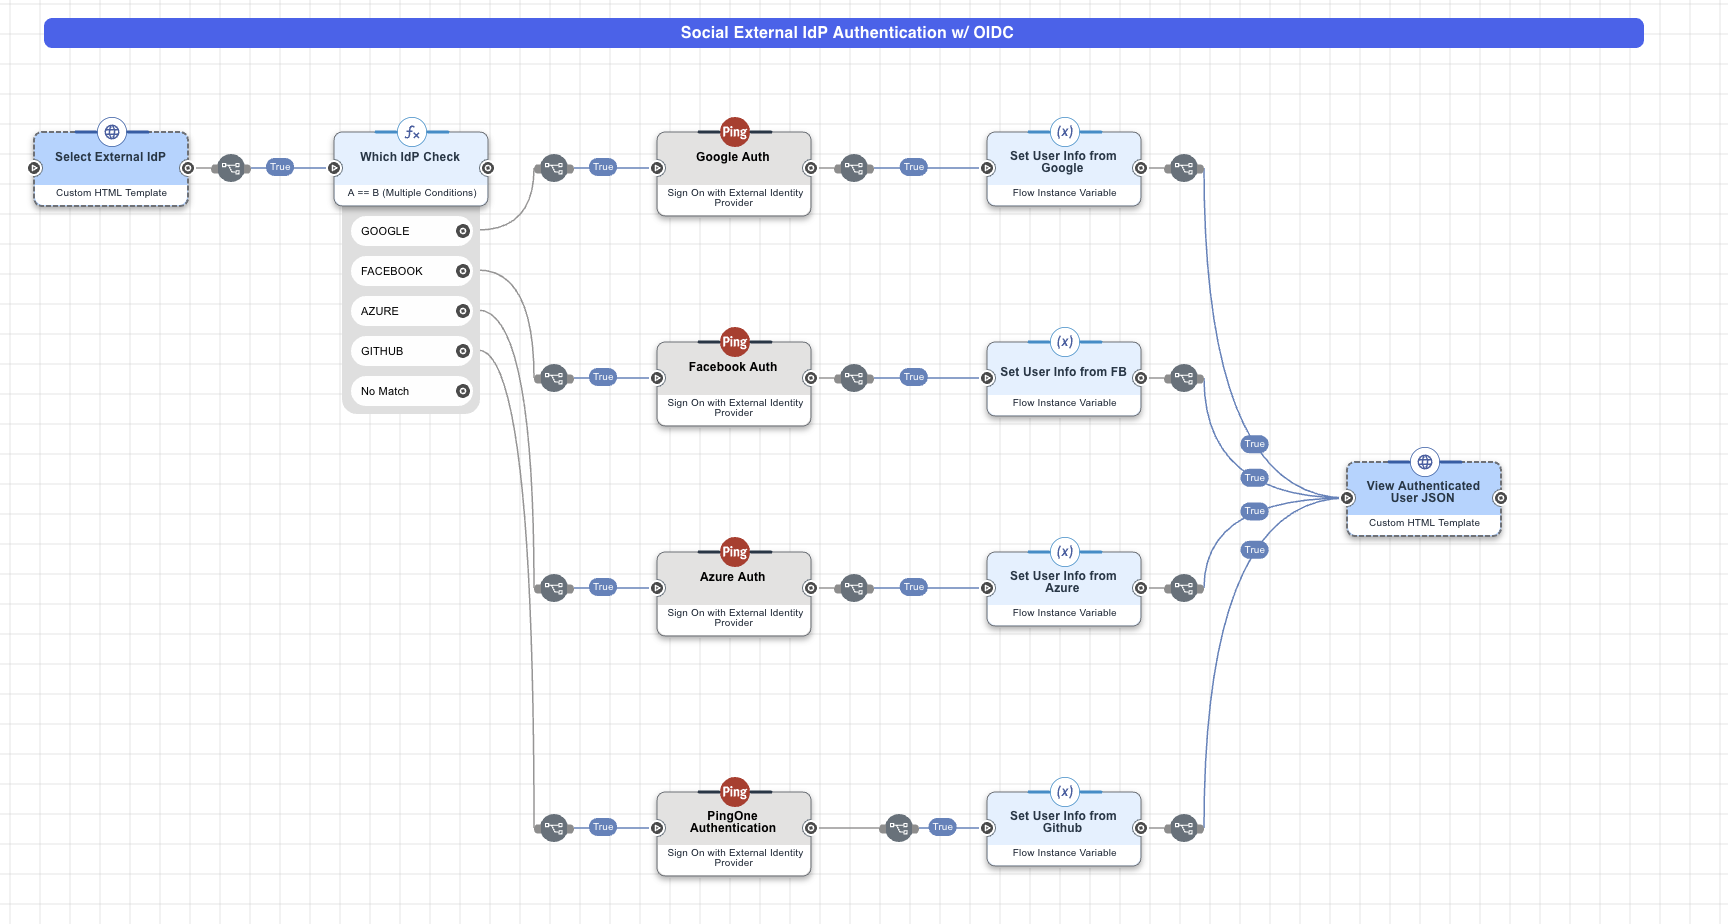 Social External IdP Authentication w/ OIDC
Select External IdP
Custom HTML Template
True
fx
Which IdP Check
A == B (Multiple Conditions)
GOOGLE
FACEBOOK
AZURE
GITHUB
No Match
True
Ping
Google Auth
Sign On with External Identity
Provider
True
(x)
Set User Info from
Google
Flow Instance Variable
True
Ping
Facebook Auth
Sign On with External Identity
Provider
True
(x)
Set User Info from FB
Flow Instance Variable
True
Ping
Azure Auth
Sign On with External Identity
Provider
True
(x)
Set User Info from
Azure
Flow Instance Variable
True
Ping
PingOne
Authentication
Sign On with External Identity
Provider
True
(x)
Set User Info from
Github
Flow Instance Variable
True
True
True
True
View Authenticated
User JSON
Custom HTML Template